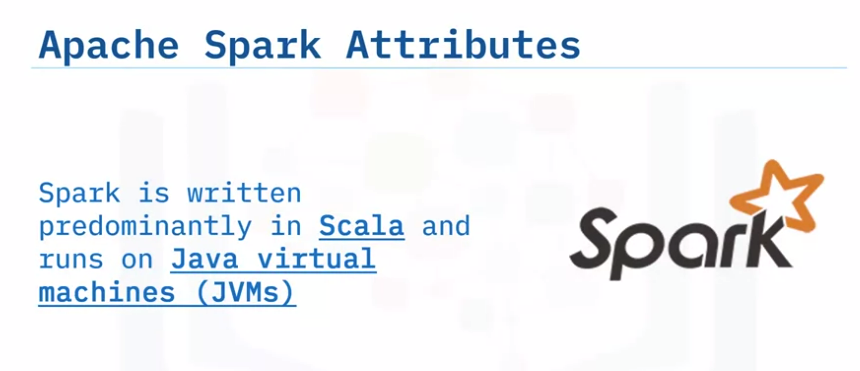 Apache Spark Attributes
Spark is written
predominantly in Scala and
runs on Java virtual
machines (JVMs)
Spark